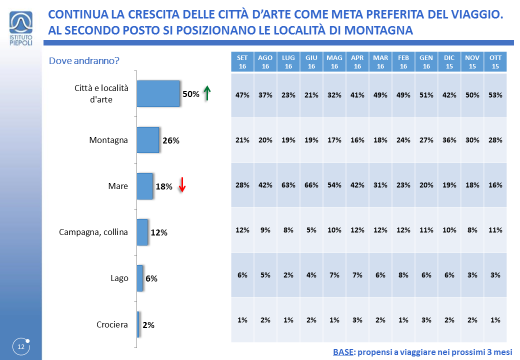 CONTINUA LA CRESCITA DELLE CITTÀ D'ARTE COME META PREFERITA DEL VIAGGIO.
AL SECONDO POSTO SI POSIZIONANO LE LOCALITÀ DI MONTAGNA
ISTITUTO
PIEPOLI
Dove andranno?
SET 16 AGO 16 LUG 16 GIU 16 MAG 16 APR 16 MAR 16 FEB 16 GEN 16 DIC 15 NOV 15 OTT 15
Città e località d'arte 50% 47% 37% 23% 21% 32% 41% 49% 49% 51% 42% 50% 53%
Montagna 26% 21% 20% 19% 19% 17% 16% 18% 24% 27% 36% 30% 28%
Mare 18% 28% 42% 63% 66% 54% 42% 31% 23% 20% 19% 18% 16%
Campagna, collina 12% 12% 9% 8% 5% 10% 12% 12% 12% 11% 10% 8% 11%
Lago 6% 6% 5% 2% 4% 7% 7% 6% 8% 6% 6% 3% 3%
Crociera 2% 1% 2% 1% 2% 1% 3% 2% 1% 3% 2% 2% 1%
12
BASE: propensi a viaggiare nei prossimi 3 mesi